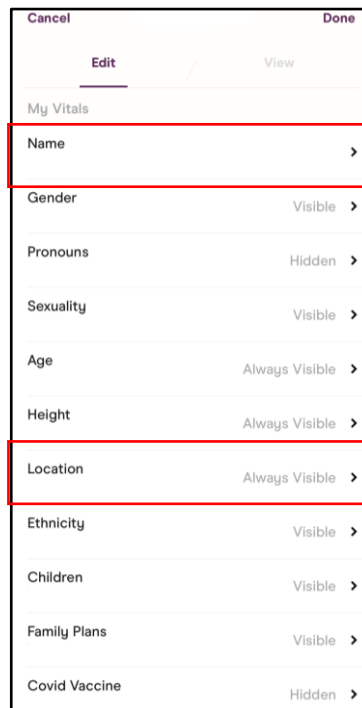 Cancel Done
Edit View
My Vitals
Name
Gender Visible
Pronouns Hidden
Sexuality Visible
Age Always Visible
Height Always Visible
Location Always Visible
Ethnicity Visible
Children Visible
Family Plans Visible
Covid Vaccine Hidden